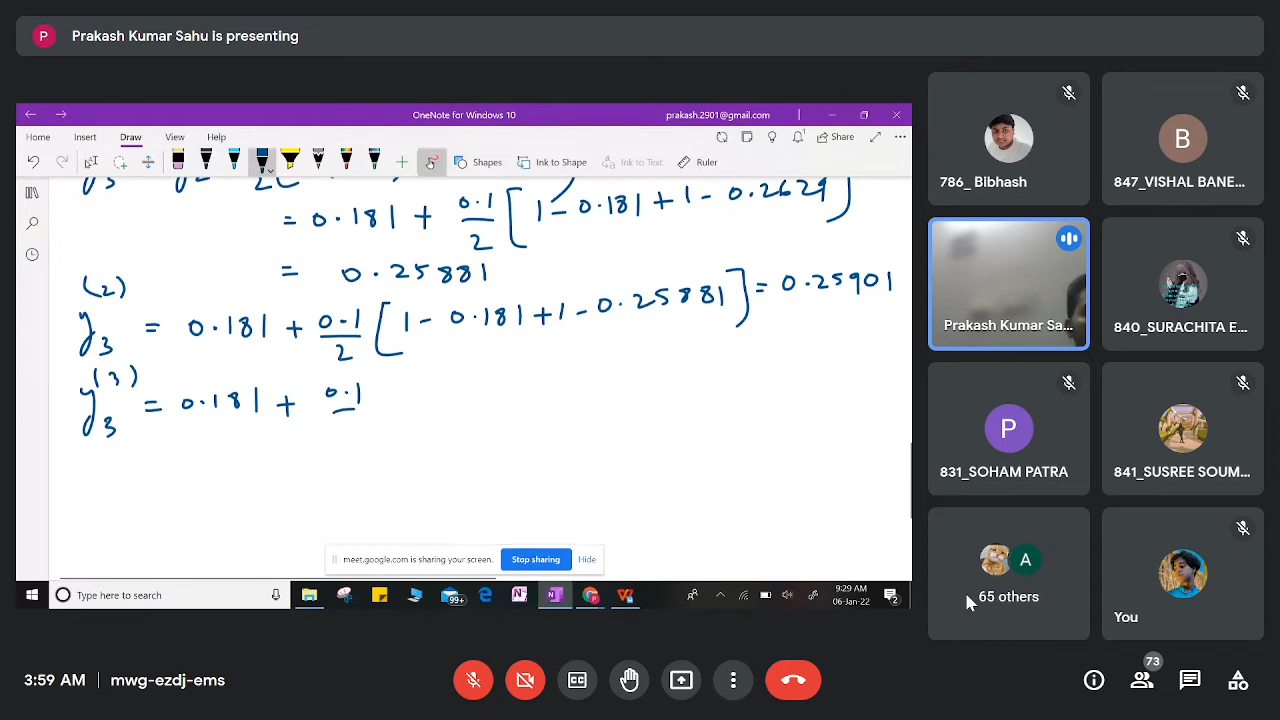 P Prakash Kumar Sahu is presenting
OneNote for Windows 10
prakash.2901@gmail.com
Home Insert Draw View Help
Share
Shapes
Ink to Shape
Ink to Text
Ruler
= 0.181 + 0.1/2 [1 - 0.181 + 1 - 0.2629]
= 0.25881
y3(2) = 0.181 + 0.1/2 [1 - 0.181 + 1 - 0.25881] = 0.25901
y3(3) = 0.181 + 0.1
meet.google.com is sharing your screen.
Stop sharing
Hide
Type here to search
99+
9:29 AM
06-Jan-22
2
786_ Bibhash
B
847_VISHAL BANE...
Prakash Kumar Sa...
840_SURACHITA E...
P
831_SOHAM PATRA
841_SUSREE SOUM...
A
65 others
You
3:59 AM | mwg-ezdj-ems
73